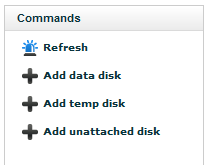 Commands
Refresh
Add data disk
Add temp disk
Add unattached disk